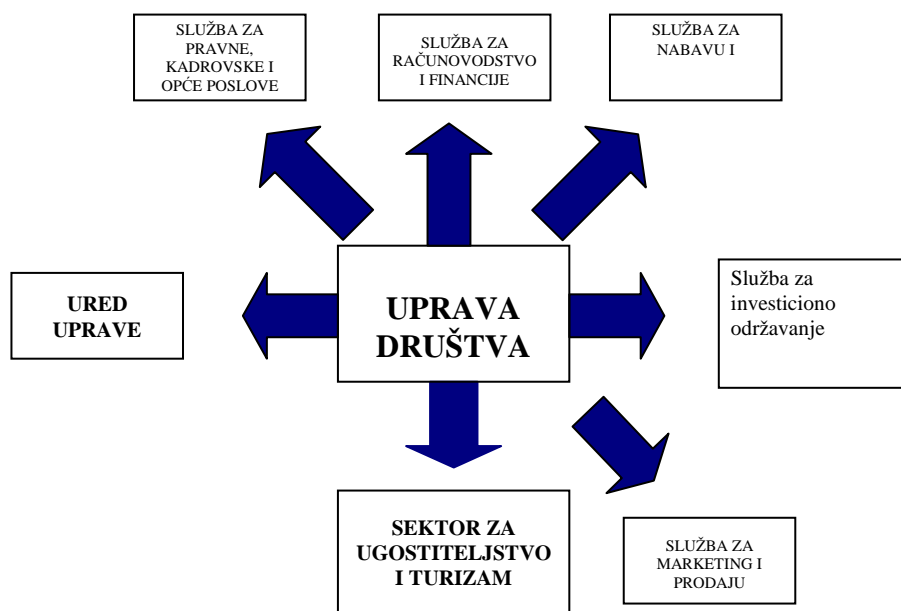 SLUŽBA ZA
PRAVNE,
KADROVSKE I
OPĆE POSLOVE
SLUŽBA ZA
RAČUNOVODSTVO
I FINANCIJE
SLUŽBA ZA
NABAVU I
URED
UPRAVE
UPRAVA
DRUŠTVA
Služba za
investiciono
održavanje
SEKTOR ZA
UGOSTITELJSTVO
I TURIZAM
SLUŽBA ZA
MARKETING I
PRODAJU